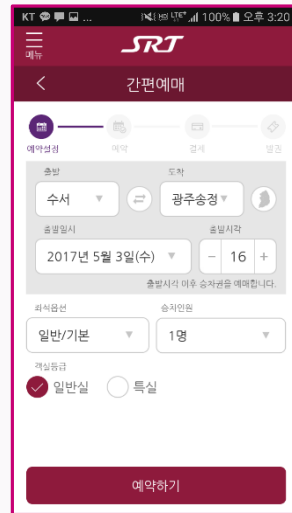 KT ... LTE 100% 오후 3:20
메뉴 SRT
간편예매
예약설정 예약 결제 발권
출발 도착
수서 광주송정
출발일시 출발시각
2017년 5월 3일(수) - 16 +
출발시각 이후 승차권을 예매합니다.
좌석옵션 승차인원
일반/기본 1명
객실등급
일반실 특실
예약하기